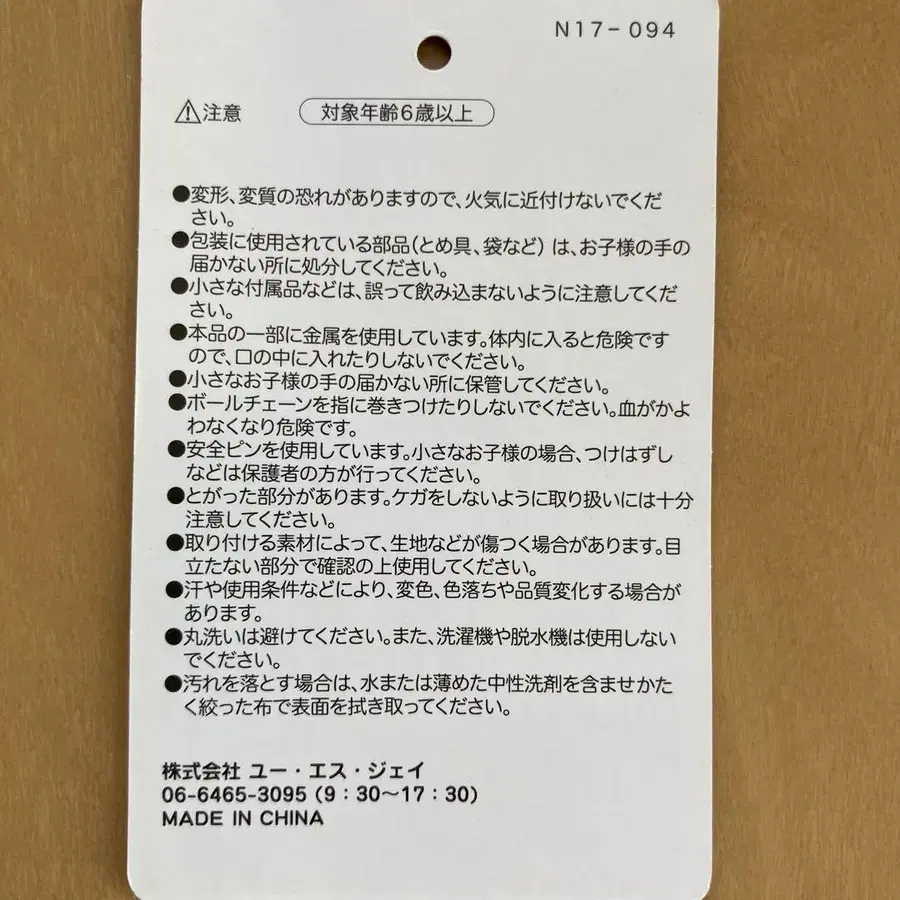 N17-094
⚠注意 対象年齢6歳以上
●変形、変質の恐れがありますので、火気に近付けないでくだ
さい。
●包装に使用されている部品(とめ具、袋など)は、お子様の手の
届かない所に処分してください。
●小さな付属品などは、誤って飲み込まないように注意してくだ
さい。
●本品の一部に金属を使用しています。体内に入ると危険です
ので、口の中に入れたりしないでください。
●小さなお子様の手の届かない所に保管してください。
●ボールチェーンを指に巻きつけたりしないでください。血がかよ
わなくなり危険です。
●安全ピンを使用しています。小さなお子様の場合、つけはずし
などは保護者の方が行ってください。
●とがった部分があります。ケガをしないように取り扱いには十分
注意してください。
●取り付ける素材によって、生地などが傷つく場合があります。目
立たない部分で確認の上使用してください。
●汗や使用条件などにより、変色、色落ちや品質変化する場合が
あります。
●丸洗いは避けてください。また、洗濯機や脱水機は使用しない
でください。
●汚れを落とす場合は、水または薄めた中性洗剤を含ませかた
く絞った布で表面を拭き取ってください。
株式会社 ユー・エス・ジェイ
06-6465-3095(9:30〜17:30)
MADE IN CHINA